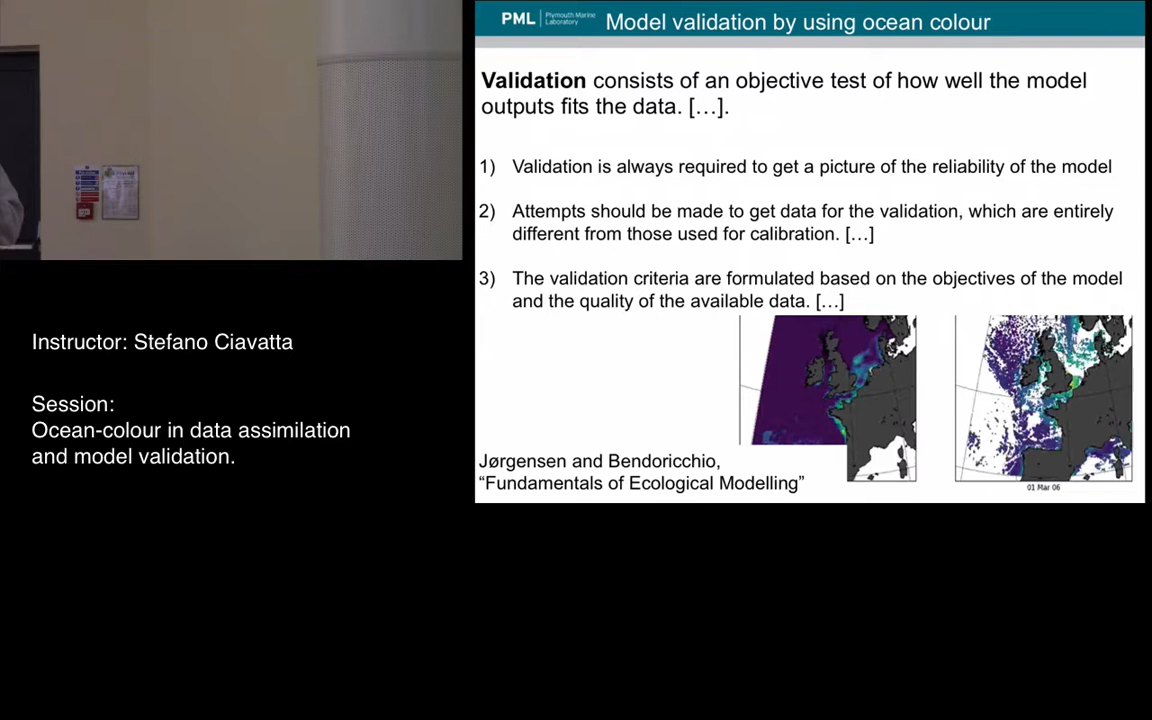 PML | Plymouth Marine
Laboratory
Model validation by using ocean colour
Validation consists of an objective test of how well the model
outputs fits the data. […].
1) Validation is always required to get a picture of the reliability of the model
2) Attempts should be made to get data for the validation, which are entirely
different from those used for calibration. […]
3) The validation criteria are formulated based on the objectives of the model
and the quality of the available data. […]
01 Mar 06
Jørgensen and Bendoricchio,
“Fundamentals of Ecological Modelling”
Instructor: Stefano Ciavatta
Session:
Ocean-colour in data assimilation
and model validation.